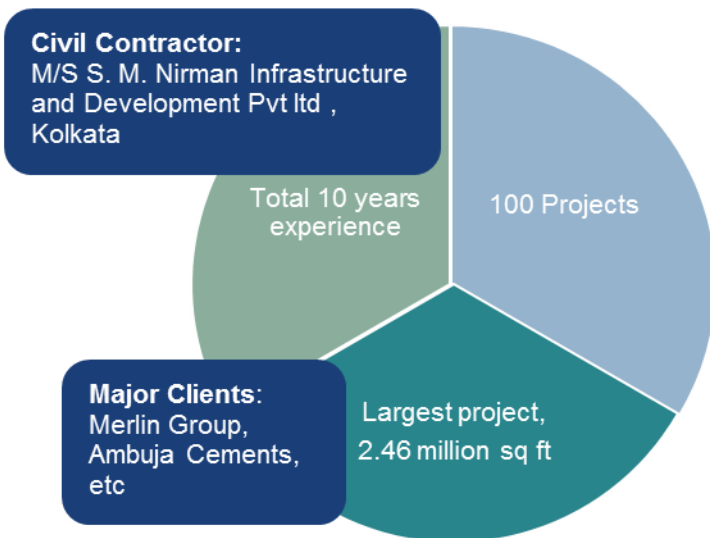 Civil Contractor:
M/S S. M. Nirman Infrastructure
and Development Pvt ltd ,
Kolkata
Total 10 years
experience
100 Projects
Major Clients:
Merlin Group,
Ambuja Cements,
etc
Largest project,
2.46 million sq ft